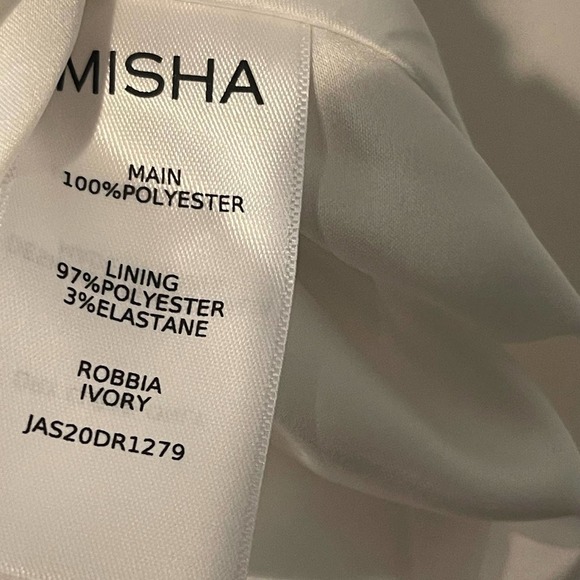 MISHA
MAIN
100%POLYESTER
LINING
97%POLYESTER
3%ELASTANE
ROBBIA
IVORY
JAS20DR1279